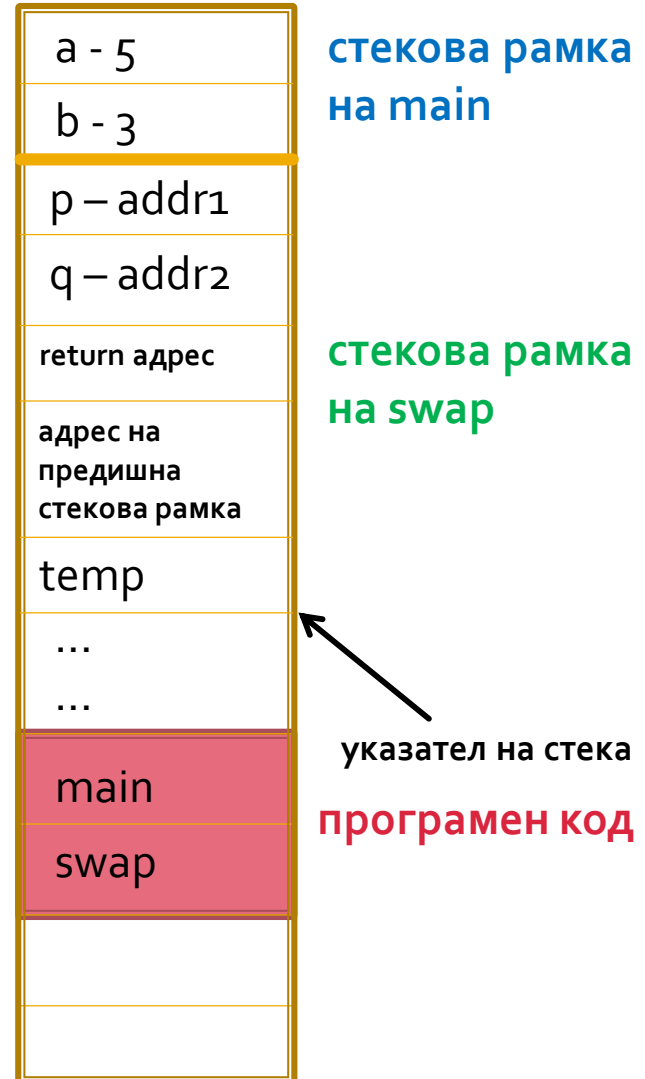 a - 5
b - 3
стекова рамка
на main
p – addr1
q – addr2
return адрес
адрес на
предишна
стекова рамка
стекова рамка
на swap
temp
...
...
указател на стека
main
swap
програмен код